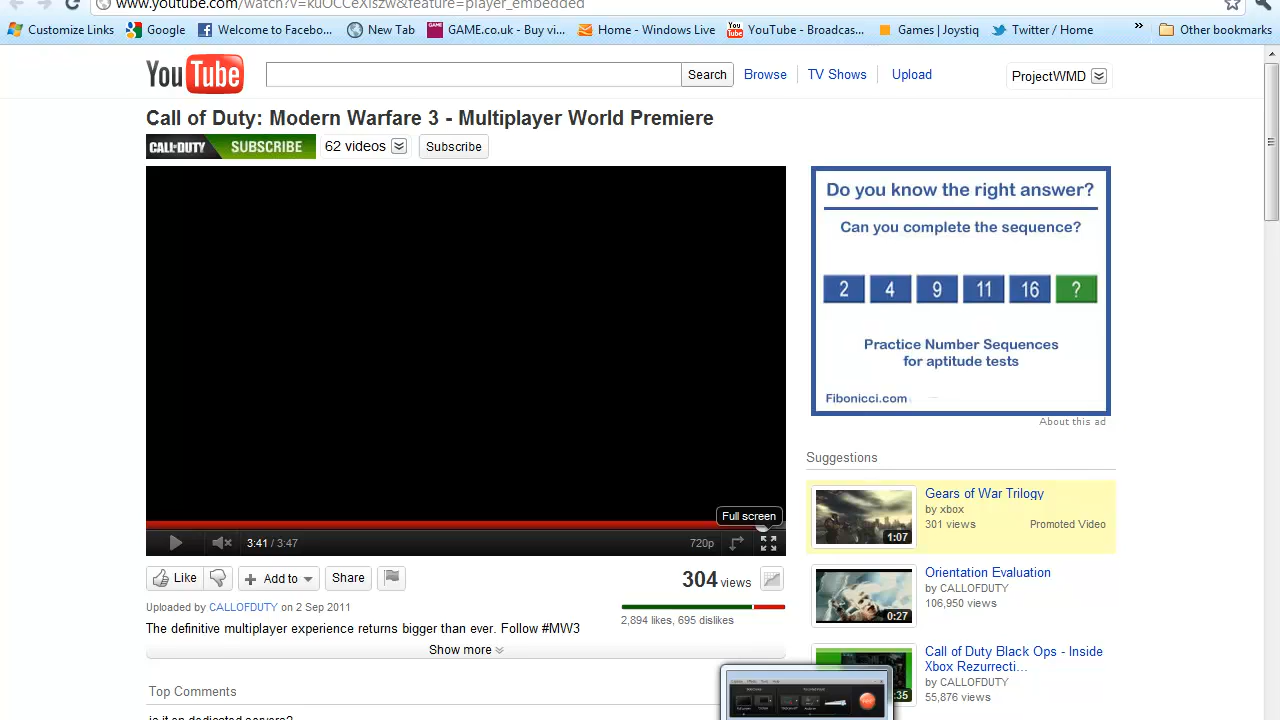 www.youtube.com/watch?v=kuOCCeXIszw&feature=player_embedded
Customize Links Google Welcome to Facebo... New Tab GAME.co.uk - Buy vi... Home - Windows Live YouTube - Broadcas... Games | Joystiq Twitter / Home » Other bookmarks
YouTube Search Browse TV Shows Upload ProjectWMD
Call of Duty: Modern Warfare 3 - Multiplayer World Premiere
CALL OF DUTY SUBSCRIBE 62 videos Subscribe
Full screen
3:41 / 3:47 720p
Like Add to Share 304 views
Uploaded by CALLOFDUTY on 2 Sep 2011
2,894 likes, 695 dislikes
multiplayer experience returns bigger Follow #MW3
Show more
Top Comments
is it on dedicated servers?
Do you know the right answer?
Can you complete the sequence?
2 4 9 11 16 ?
Practice Number Sequences
for aptitude tests
Fibonicci.com
About this ad
Suggestions
Gears of War Trilogy
by xbox
301 views Promoted Video
1:07
Orientation Evaluation
by CALLOFDUTY
106,950 views
0:27
Call of Duty Black Ops - Inside
Xbox Rezurrecti...
by CALLOFDUTY
55,876 views
:35